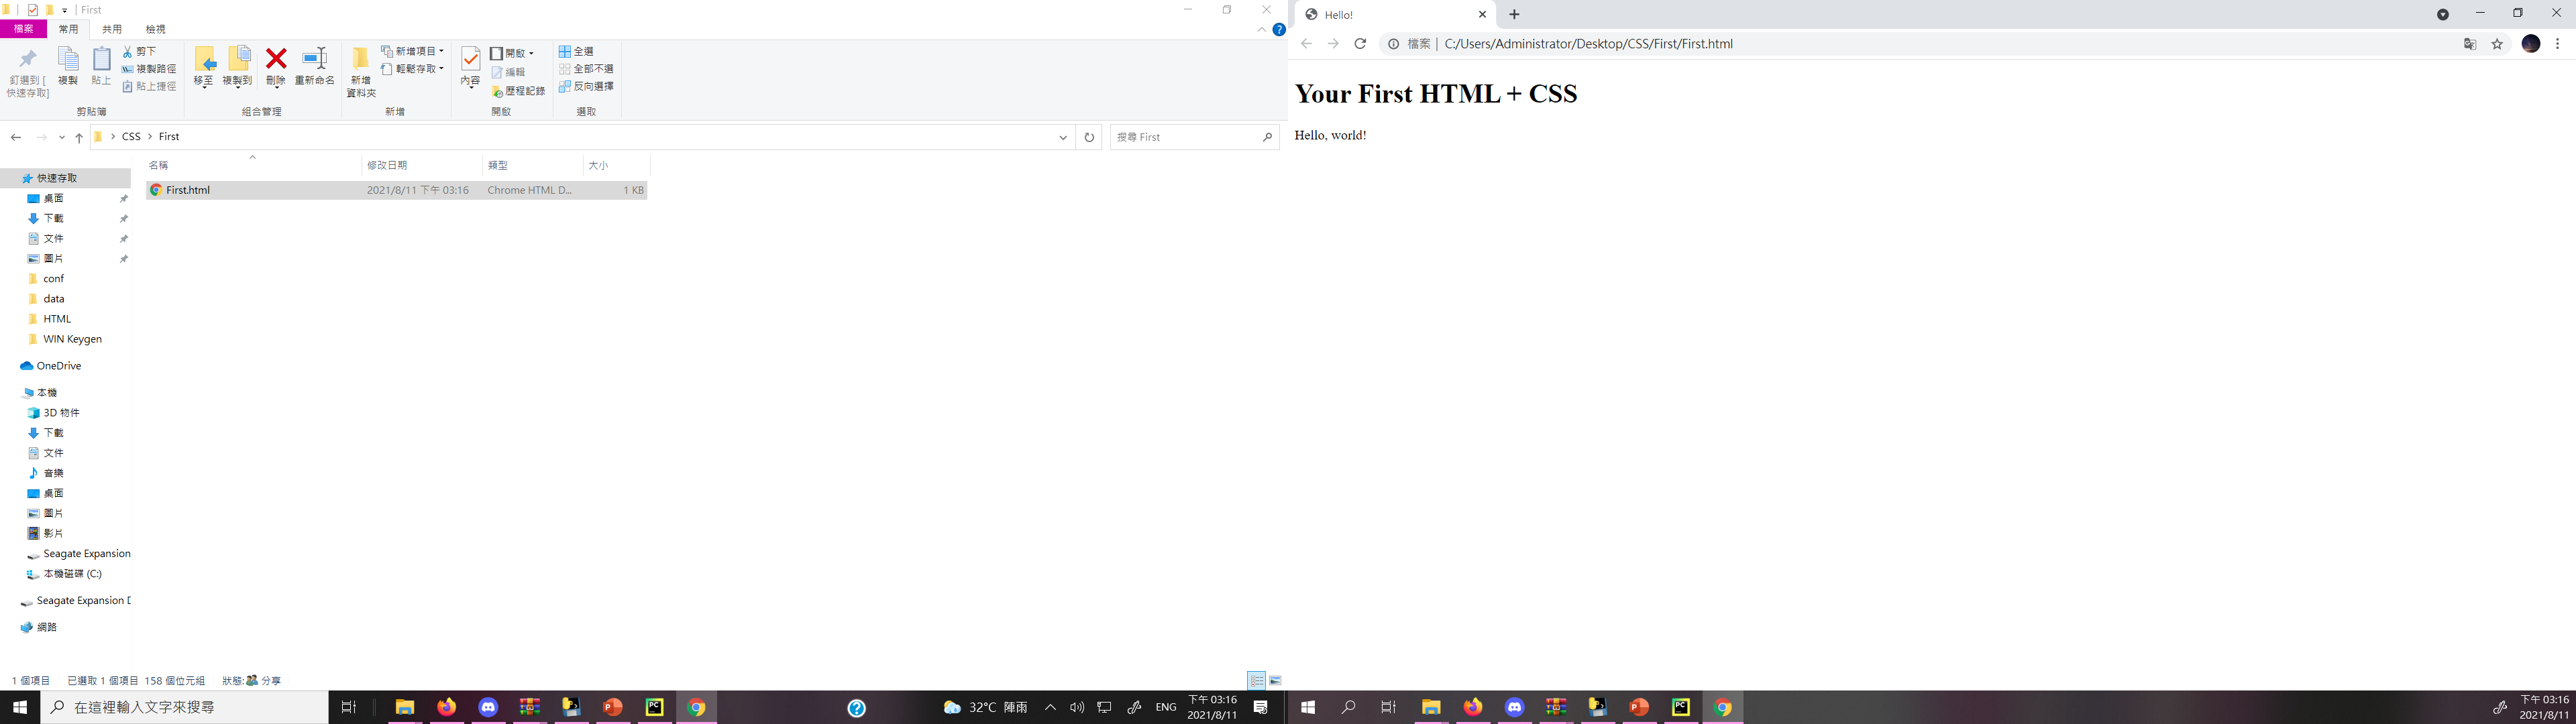 First
檔案 常用 共用 檢視
釘選到 [快速存取]
複製
貼上
剪下
複製路徑
貼上捷徑
剪貼簿
移至
複製到
刪除
重新命名
組合管理
新增
資料夾
新增項目
輕鬆存取
新增
內容
開啟
編輯
歷程記錄
開啟
全選
全部不選
反向選擇
選取
CSS First
搜尋 First
名稱 修改日期 類型 大小
First.html 2021/8/11 下午 03:16 Chrome HTML D... 1 KB
快速存取
桌面
下載
文件
圖片
conf
data
HTML
WIN Keygen
OneDrive
本機
3D 物件
下載
文件
音樂
桌面
圖片
影片
Seagate Expansion
本機磁碟 (C:)
Seagate Expansion D
網路
1 個項目 已選取 1 個項目 158 個位元組 狀態: 分享
在這裡輸入文字來搜尋
32°C 陣雨
ENG
下午 03:16
2021/8/11
Hello!
檔案 | C:/Users/Administrator/Desktop/CSS/First/First.html
Your First HTML + CSS
Hello, world!
下午 03:16
2021/8/11